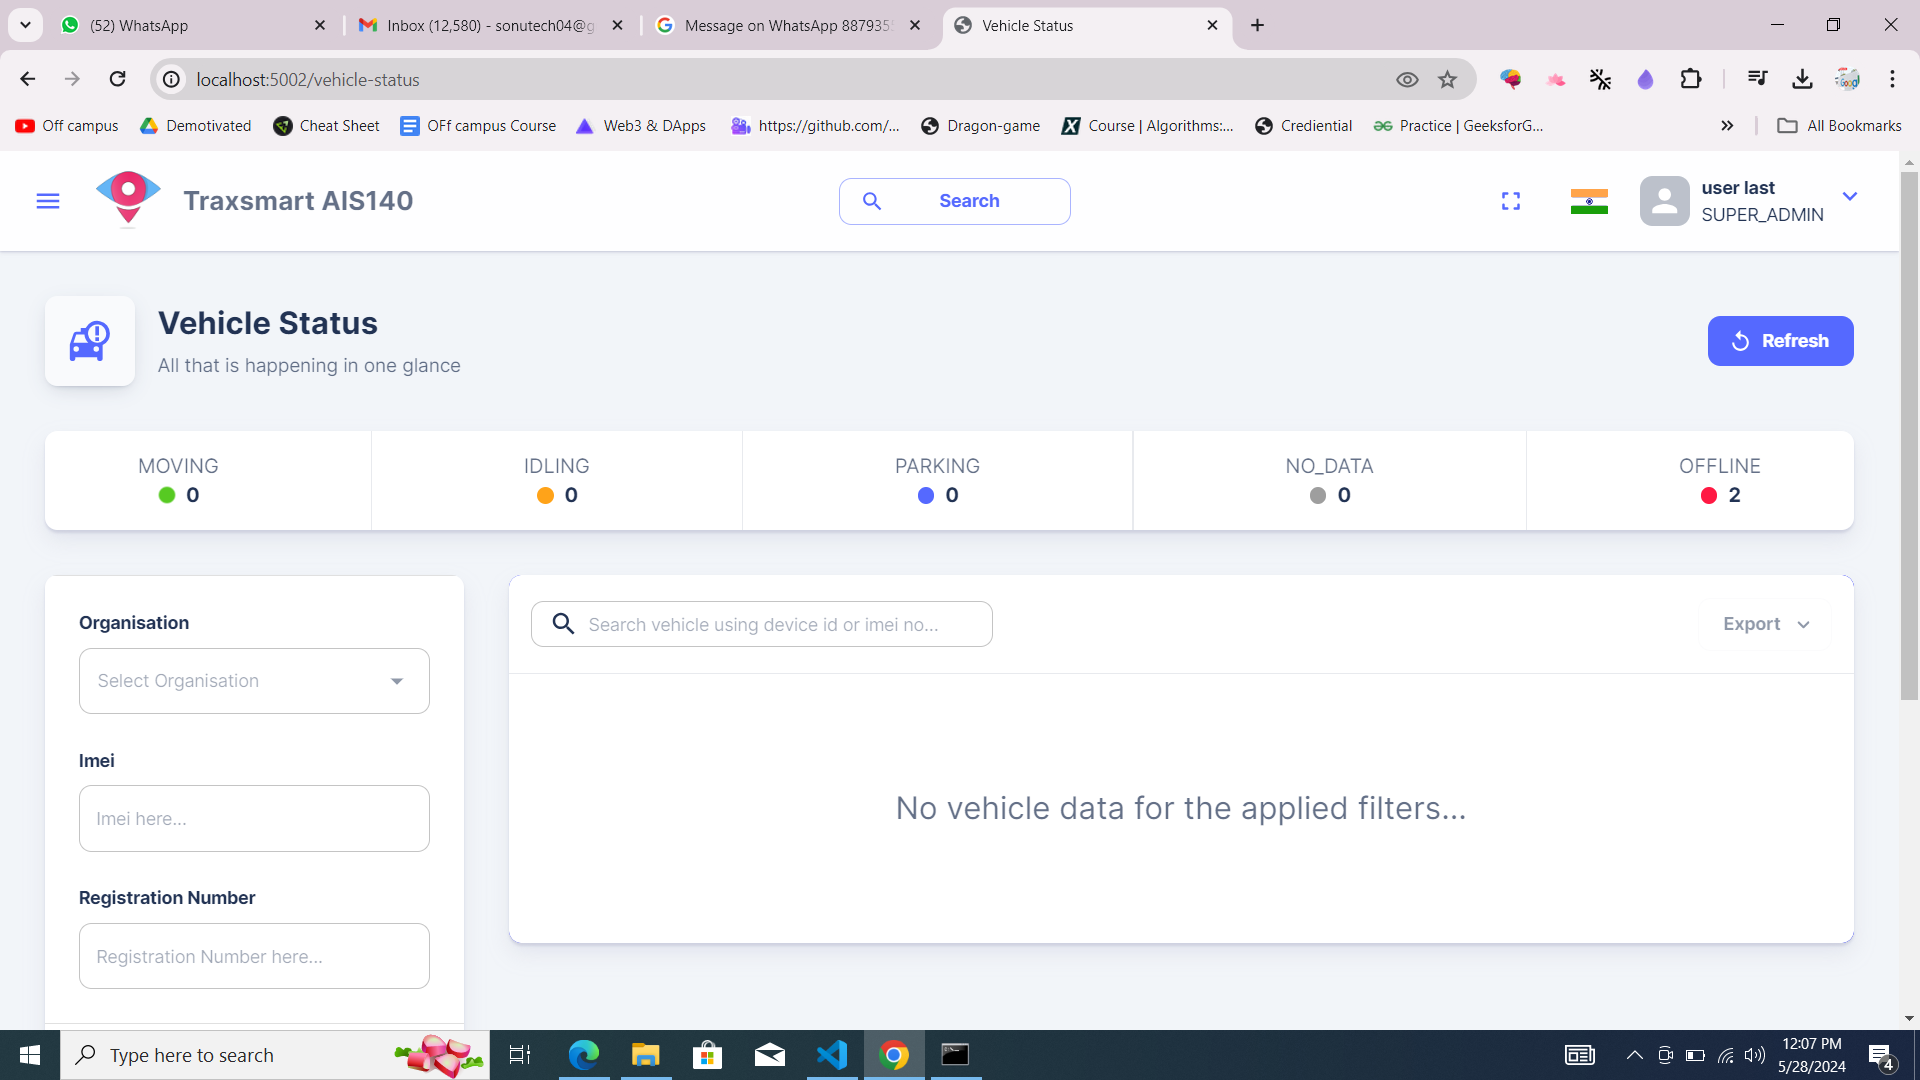 (52) WhatsApp
Inbox (12,580) - sonutech04@g
Message on WhatsApp 887935
Vehicle Status
localhost:5002/vehicle-status
Off campus
Demotivated
Cheat Sheet
OFf campus Course
Web3 & DApps
https://github.com/...
Dragon-game
Course | Algorithms:...
Crediential
Practice | GeeksforG...
All Bookmarks
Traxsmart AIS140
Search
user last
SUPER_ADMIN
Vehicle Status
All that is happening in one glance
Refresh
MOVING
0
IDLING
0
PARKING
0
NO_DATA
0
OFFLINE
2
Organisation
Select Organisation
Imei
Imei here...
Registration Number
Registration Number here...
Search vehicle using device id or imei no...
Export
No vehicle data for the applied filters...
Type here to search
12:07 PM
5/28/2024
4